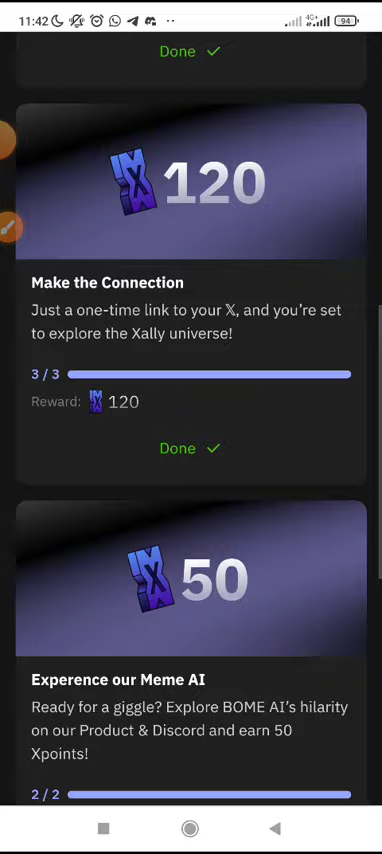 11:42
4G+
94
Done
120
Make the Connection
Just a one-time link to your 𝕏, and you're set
to explore the Xally universe!
3 / 3
Reward: 120
Done
50
Experence our Meme AI
Ready for a giggle? Explore BOME AI's hilarity
on our Product & Discord and earn 50
Xpoints!
2 / 2